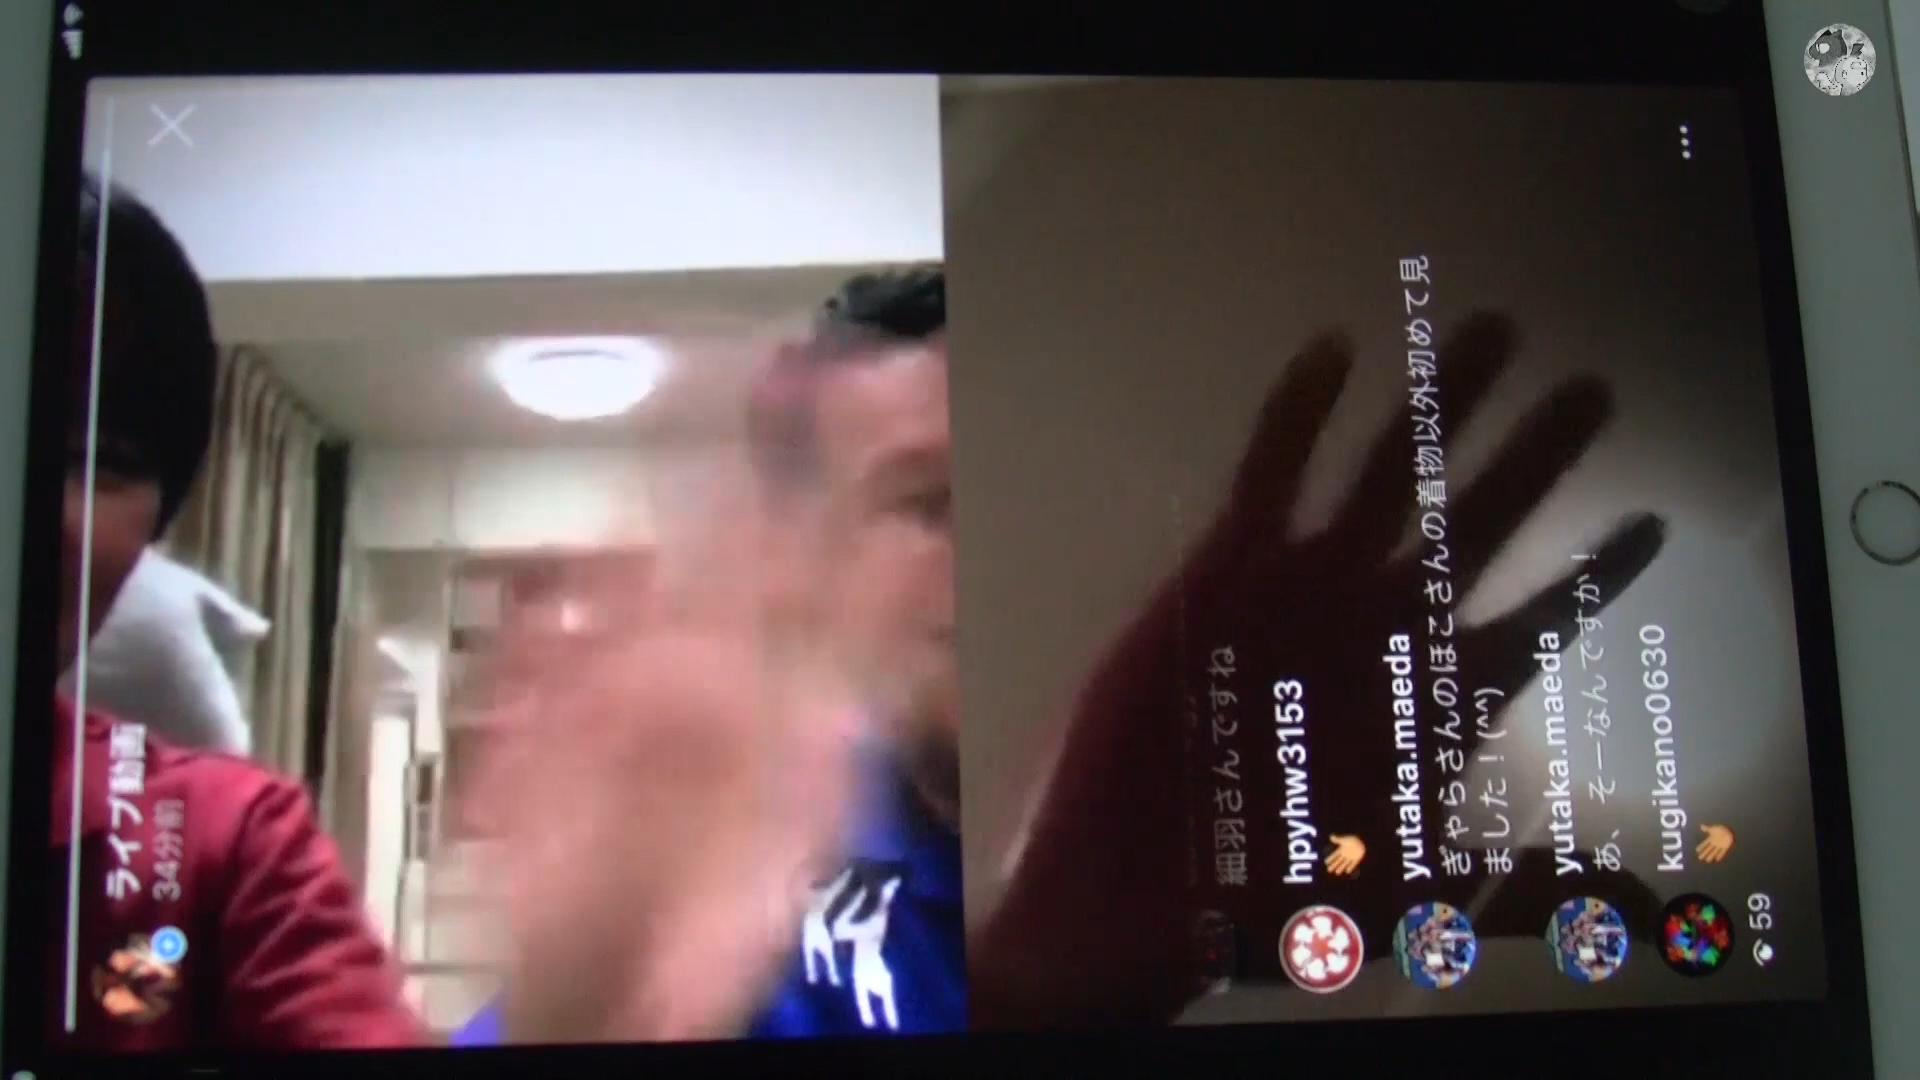 ライブ動画
34分前
細羽さんですね
hpyhw3153
👋
yutaka.maeda
ぎゃらさんのほこさんの着物以外初めて見
ました！(^^)
yutaka.maeda
あ、そーなんですか！
kugikano0630
👋
59